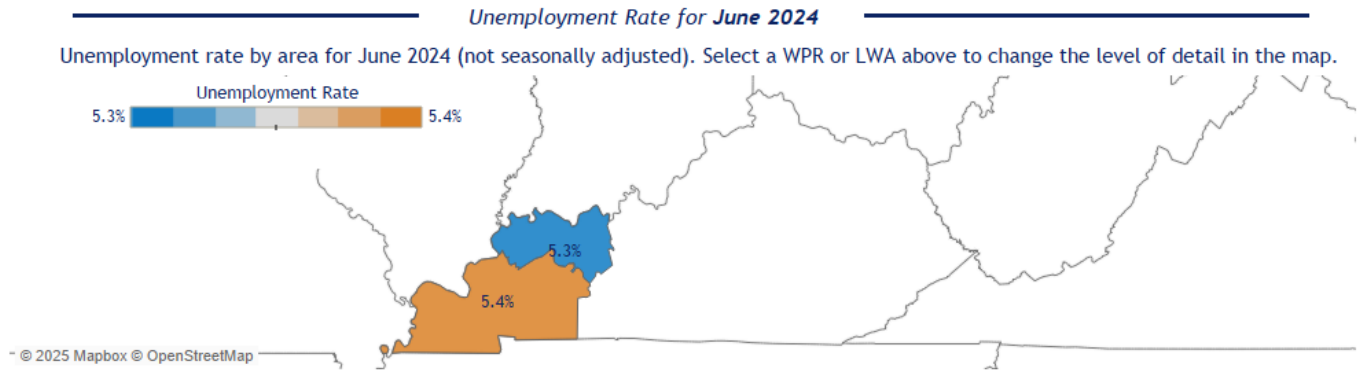 Unemployment Rate for June 2024
Unemployment rate by area for June 2024 (not seasonally adjusted). Select a WPR or LWA above to change the level of detail in the map.
Unemployment Rate
5.3% 5.4%
5.3%
5.4%
© 2025 Mapbox © OpenStreetMap